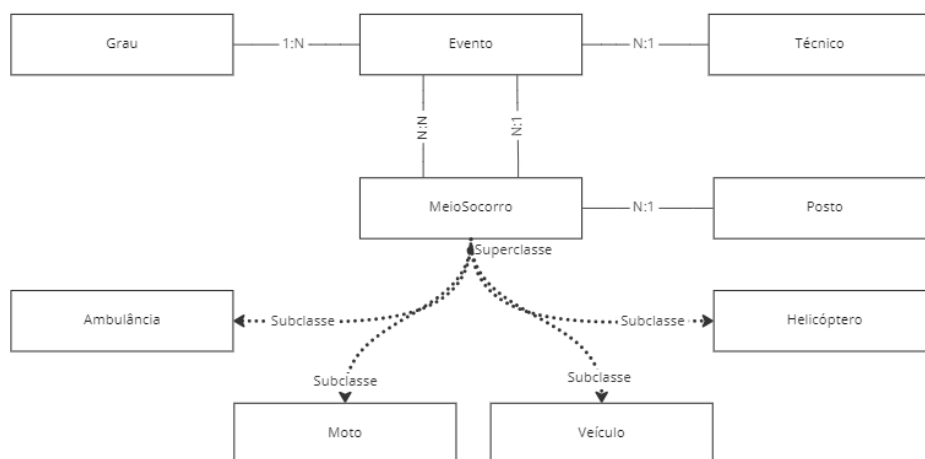 Grau
1:N
Evento
N:1
Técnico
N:N
N:1
MeioSocorro
N:1
Posto
Superclasse
Ambulância
Subclasse
Subclasse
Helicóptero
Subclasse
Subclasse
Moto
Veículo